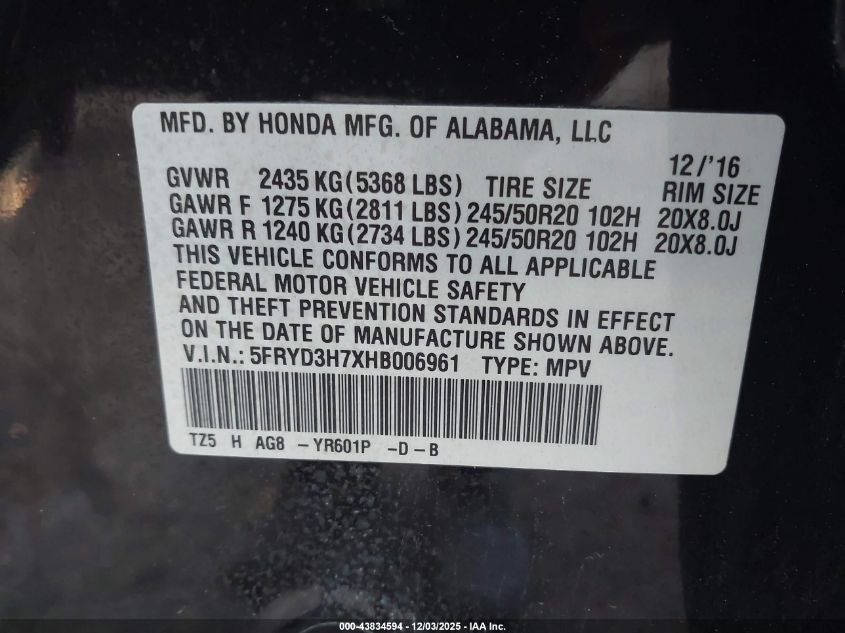 MFD. BY HONDA MFG. OF ALABAMA, LLC
12/'16
GVWR 2435 KG(5368 LBS) TIRE SIZE RIM SIZE
GAWR F 1275 KG(2811 LBS) 245/50R20 102H 20X8.0J
GAWR R 1240 KG(2734 LBS) 245/50R20 102H 20X8.0J
THIS VEHICLE CONFORMS TO ALL APPLICABLE
FEDERAL MOTOR VEHICLE SAFETY
AND THEFT PREVENTION STANDARDS IN EFFECT
ON THE DATE OF MANUFACTURE SHOWN ABOVE.
V.I.N.: 5FRYD3H7XHB006961 TYPE: MPV
TZ5 H AG8 -YR601P -D-B
000-43834594 - 12/03/2025 - IAA Inc.